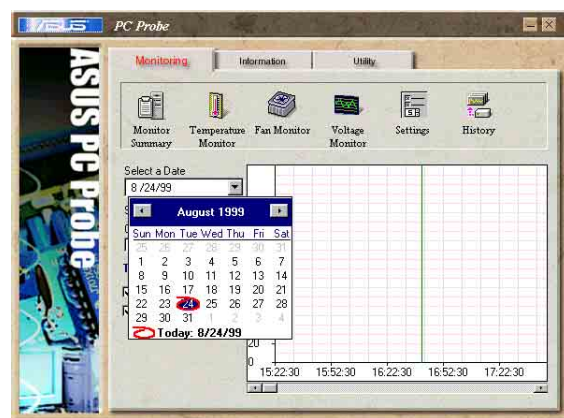 ASUS PC Probe
ASUS PC Probe
Monitoring Information Utility
Monitor Summary
Temperature Monitor
Fan Monitor
Voltage Monitor
Settings
History
Select a Date
8 /24/99
August 1999
Sun Mon Tue Wed Thu Fri Sat
25 26 27 28 29 30 31
1 2 3 4 5 6 7
8 9 10 11 12 13 14
15 16 17 18 19 20 21
22 23 24 25 26 27 28
29 30 31 1 2 3 4
Today: 8/24/99
20
0
15:22:30 15:52:30 16:22:30 16:52:30 17:22:30